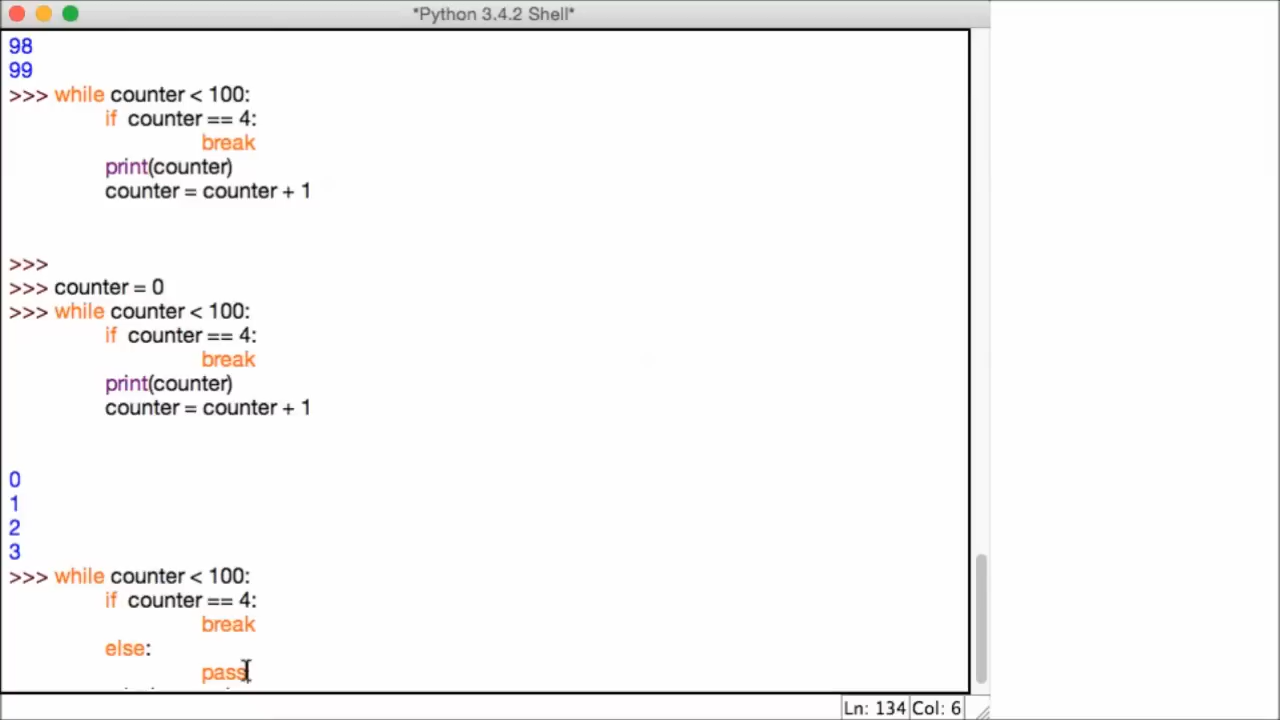 *Python 3.4.2 Shell*
98
99
>>> while counter < 100:
if  counter == 4:
break
print(counter)
counter = counter + 1
>>>
>>> counter = 0
>>> while counter < 100:
if  counter == 4:
break
print(counter)
counter = counter + 1
0
1
2
3
>>> while counter < 100:
if  counter == 4:
break
else:
pass
Ln: 134 Col: 6